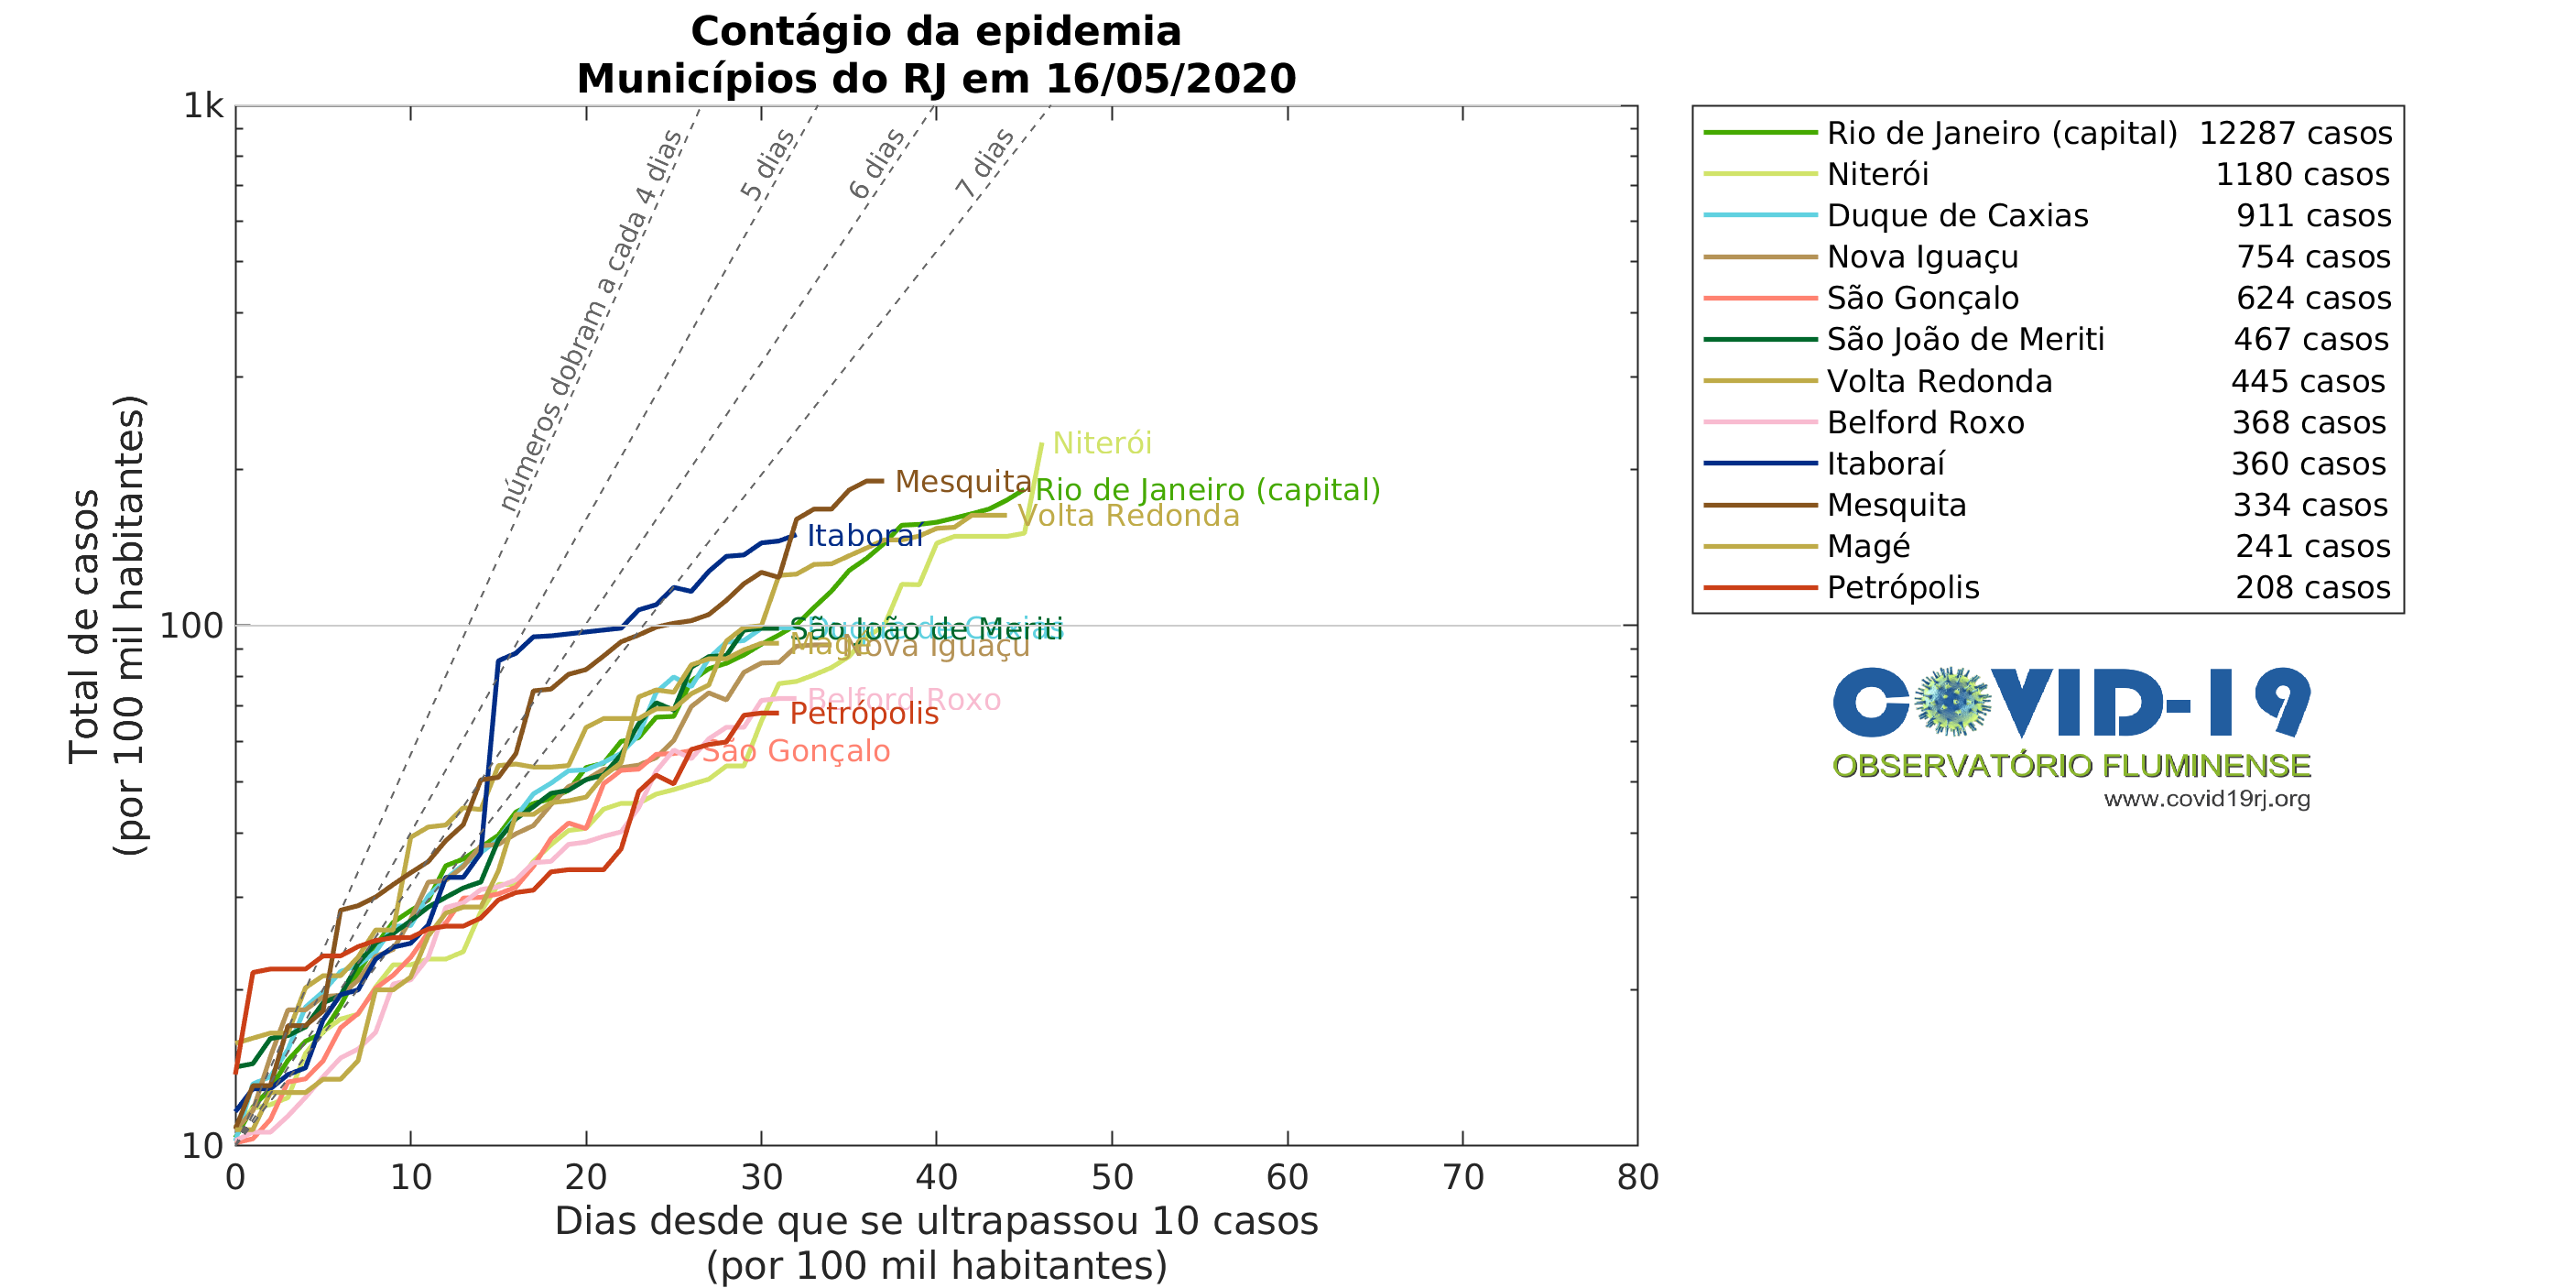 Contágio da epidemia
Municípios do RJ em 16/05/2020
Total de casos
(por 100 mil habitantes)
1k
100
10
0 10 20 30 40 50 60 70 80
Dias desde que se ultrapassou 10 casos
(por 100 mil habitantes)
números dobram a cada 4 dias
5 dias
6 dias
7 dias
Niterói
Mesquita
Rio de Janeiro (capital)
Volta Redonda
Itaboraí
Duque de Caxias
São João de Meriti
Magé
Nova Iguaçu
Belford Roxo
Petrópolis
São Gonçalo
Rio de Janeiro (capital) 12287 casos
Niterói 1180 casos
Duque de Caxias 911 casos
Nova Iguaçu 754 casos
São Gonçalo 624 casos
São João de Meriti 467 casos
Volta Redonda 445 casos
Belford Roxo 368 casos
Itaboraí 360 casos
Mesquita 334 casos
Magé 241 casos
Petrópolis 208 casos
COVID-19
OBSERVATÓRIO FLUMINENSE
www.covid19rj.org